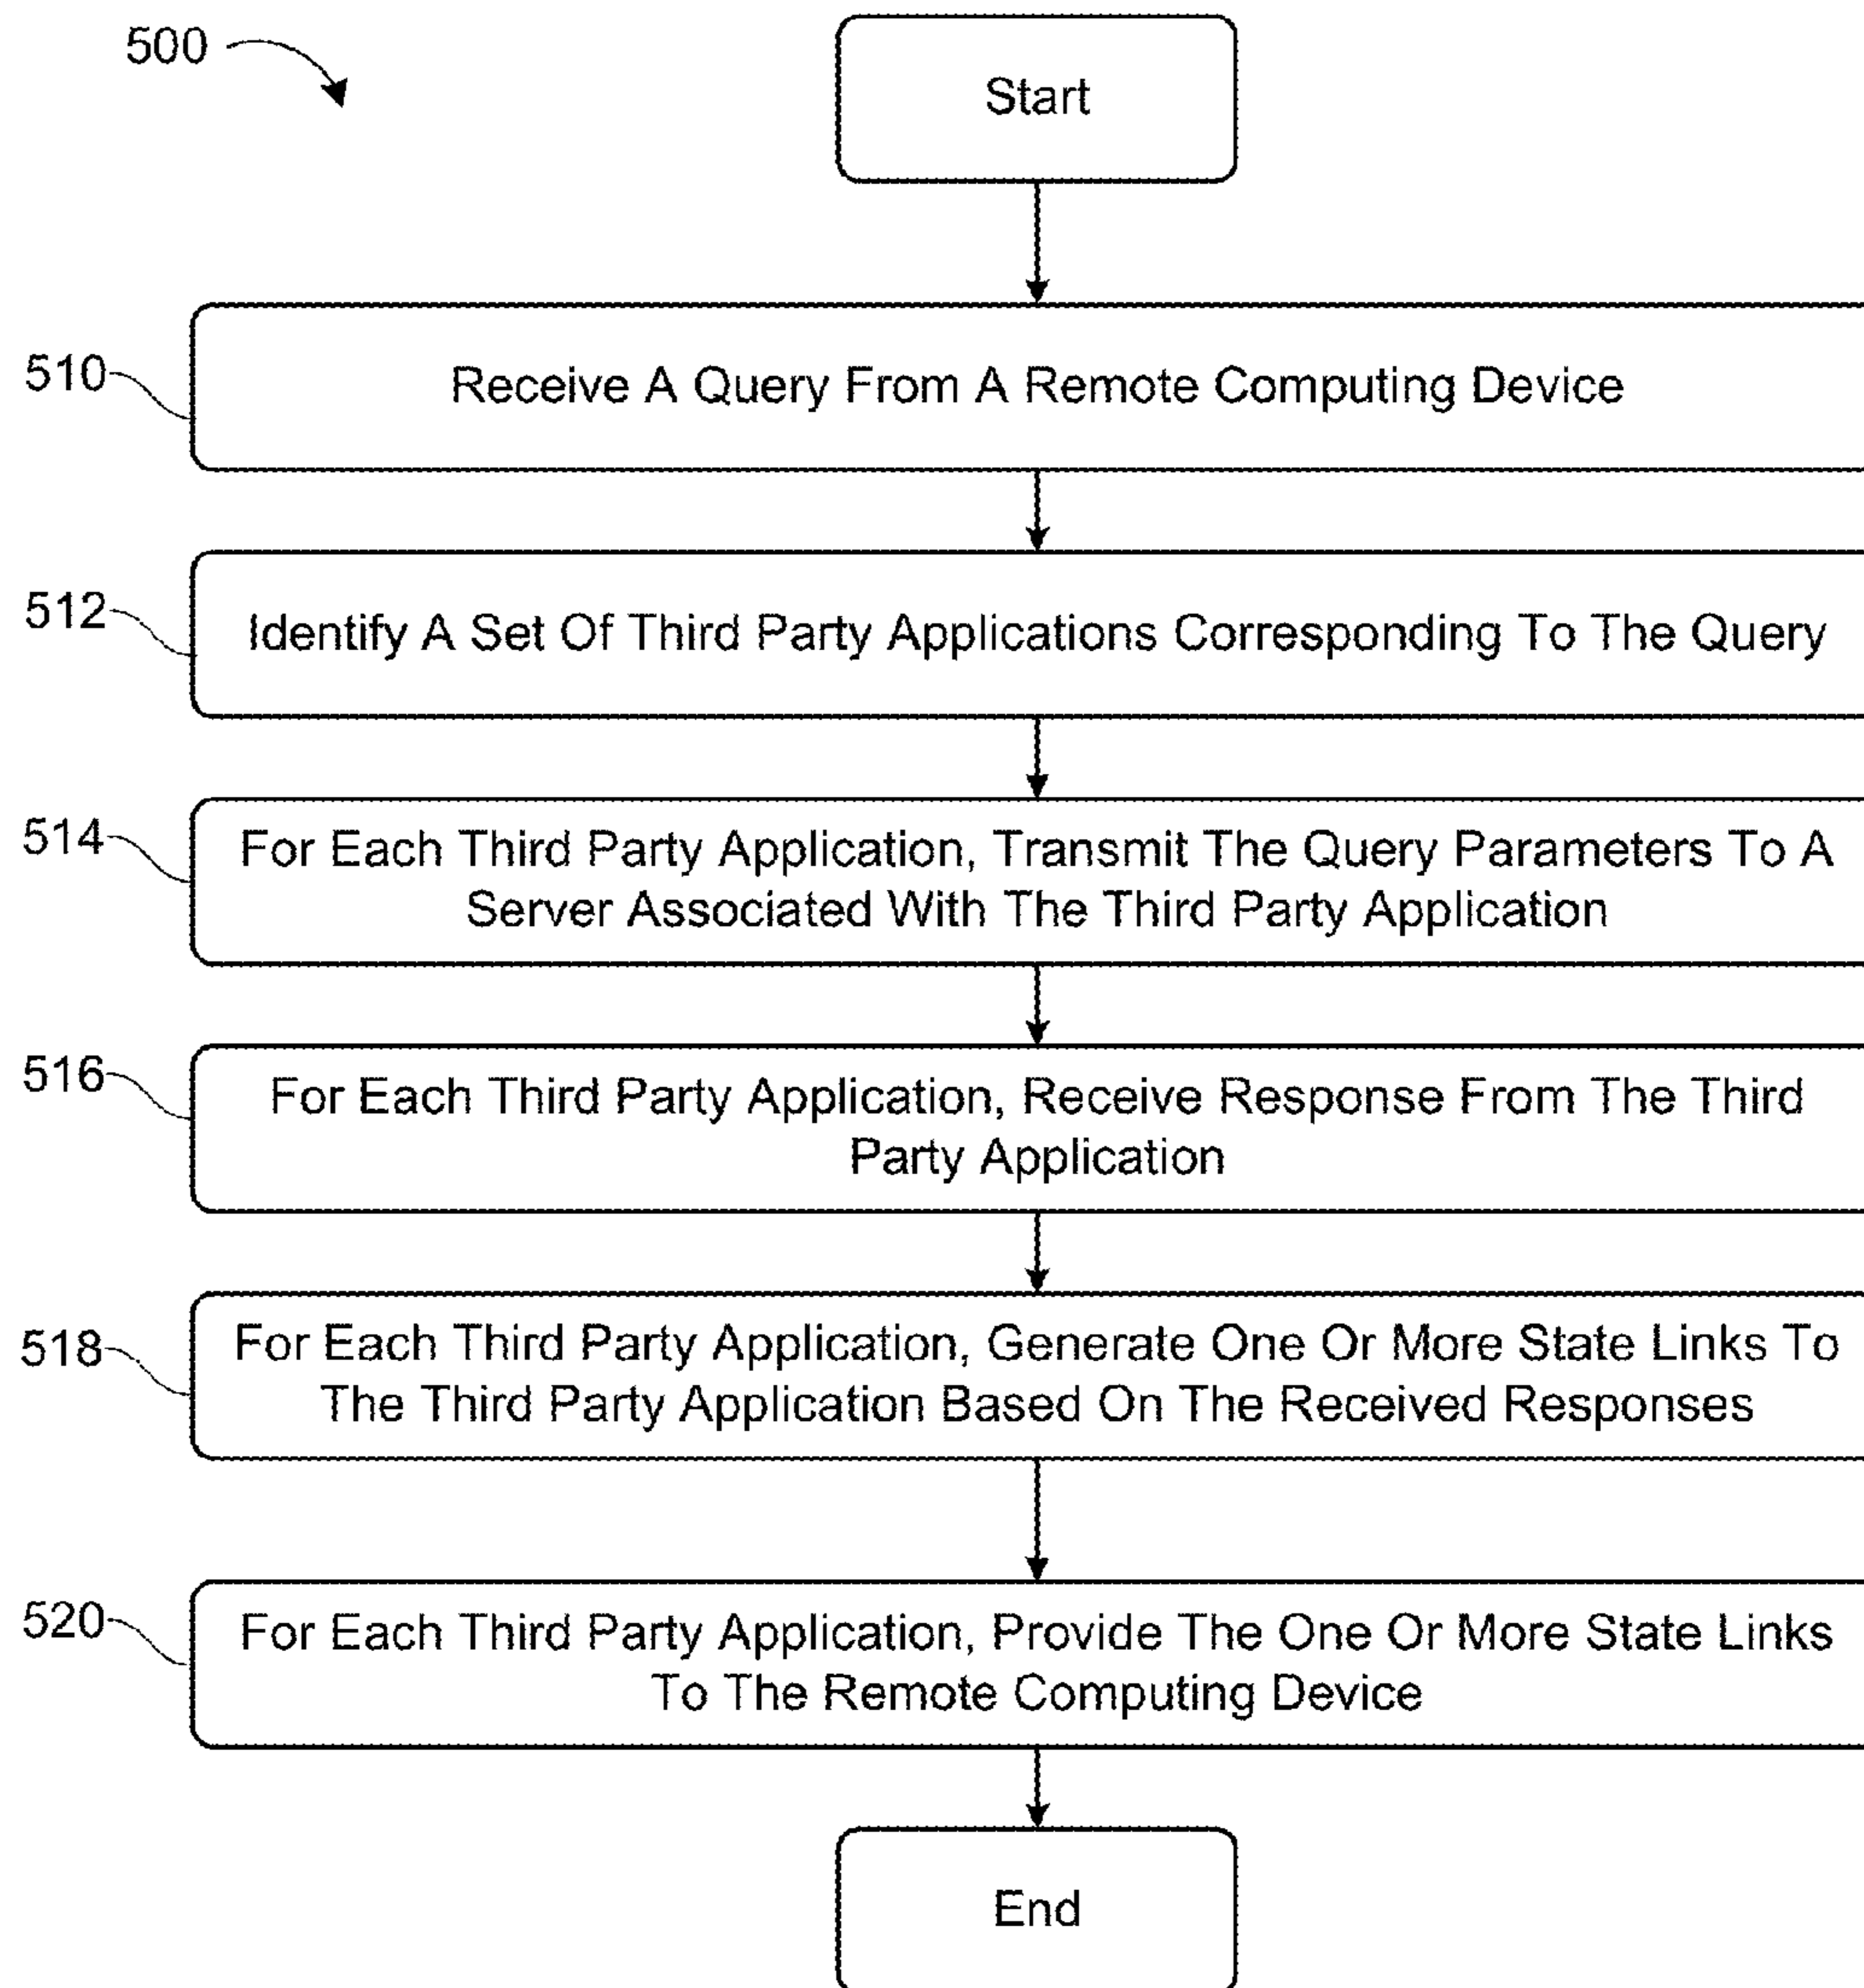 500
Start
510
Receive A Query From A Remote Computing Device
512
Identify A Set Of Third Party Applications Corresponding To The Query
514
For Each Third Party Application, Transmit The Query Parameters To A
Server Associated With The Third Party Application
516
For Each Third Party Application, Receive Response From The Third
Party Application
518
For Each Third Party Application, Generate One Or More State Links To
The Third Party Application Based On The Received Responses
520
For Each Third Party Application, Provide The One Or More State Links
To The Remote Computing Device
End